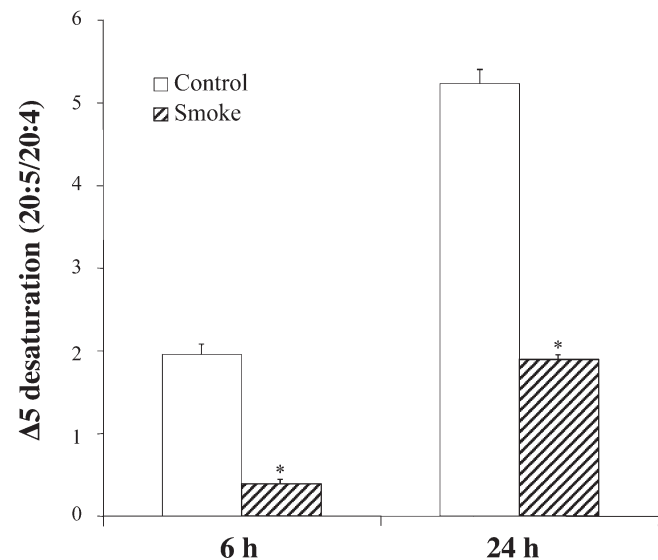 6
5
4
3
2
1
0
Δ5 desaturation (20:5/20:4)
Control
Smoke
*
*
6 h
24 h